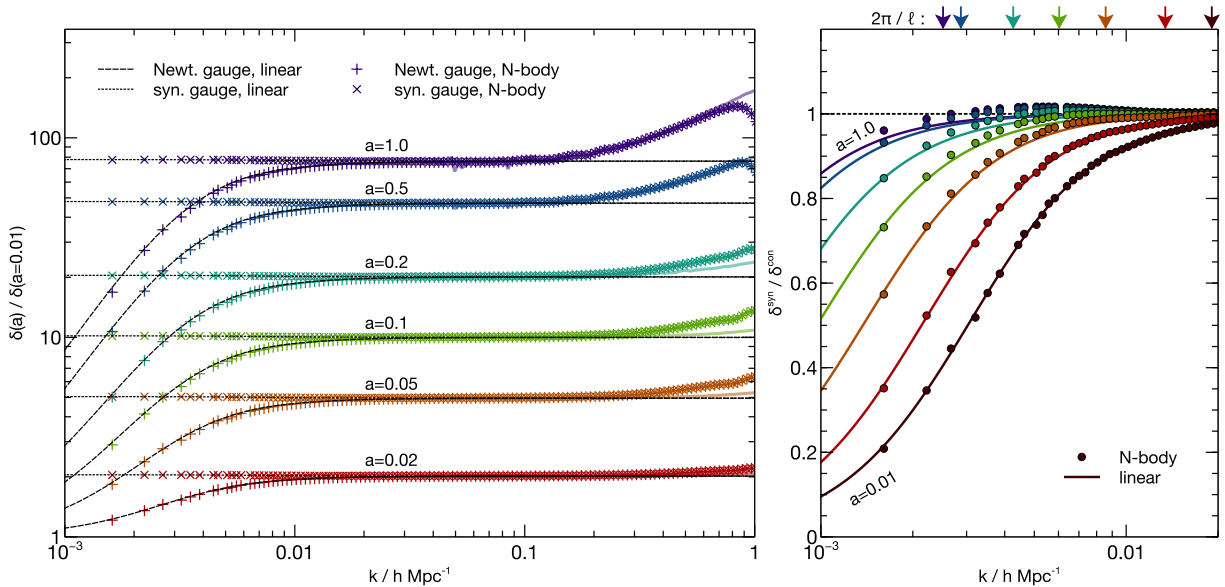 2π / ℓ :
Newt. gauge, linear
syn. gauge, linear
Newt. gauge, N-body
syn. gauge, N-body
100
10
1
δ(a) / δ(a=0.01)
a=1.0
a=0.5
a=0.2
a=0.1
a=0.05
a=0.02
10⁻³
0.01
0.1
1
k / h Mpc⁻¹
1
0.8
0.6
0.4
0.2
0
δˢʸⁿ / δᶜᵒⁿ
a=1.0
a=0.01
N-body
linear
10⁻³
0.01
k / h Mpc⁻¹